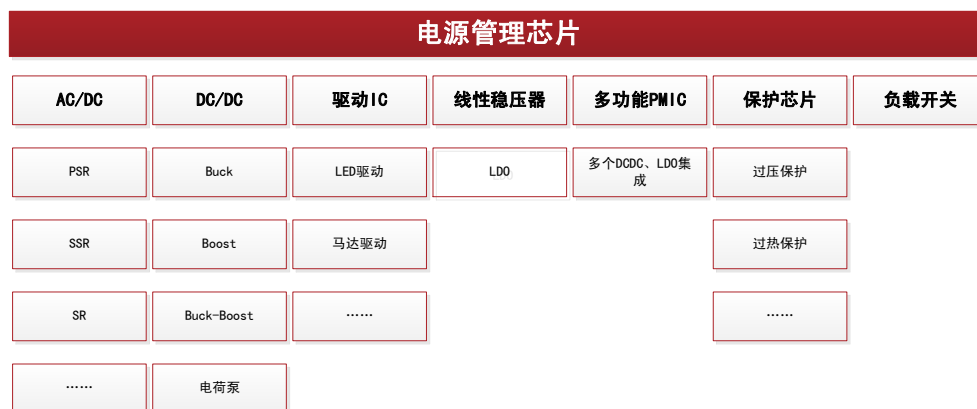 电源管理芯片
AC/DC
DC/DC
驱动IC
线性稳压器
多功能PMIC
保护芯片
负载开关
PSR
Buck
LED驱动
LDO
多个DCDC、LDO集
成
过压保护
SSR
Boost
马达驱动
过热保护
SR
Buck-Boost
……
……
……
电荷泵